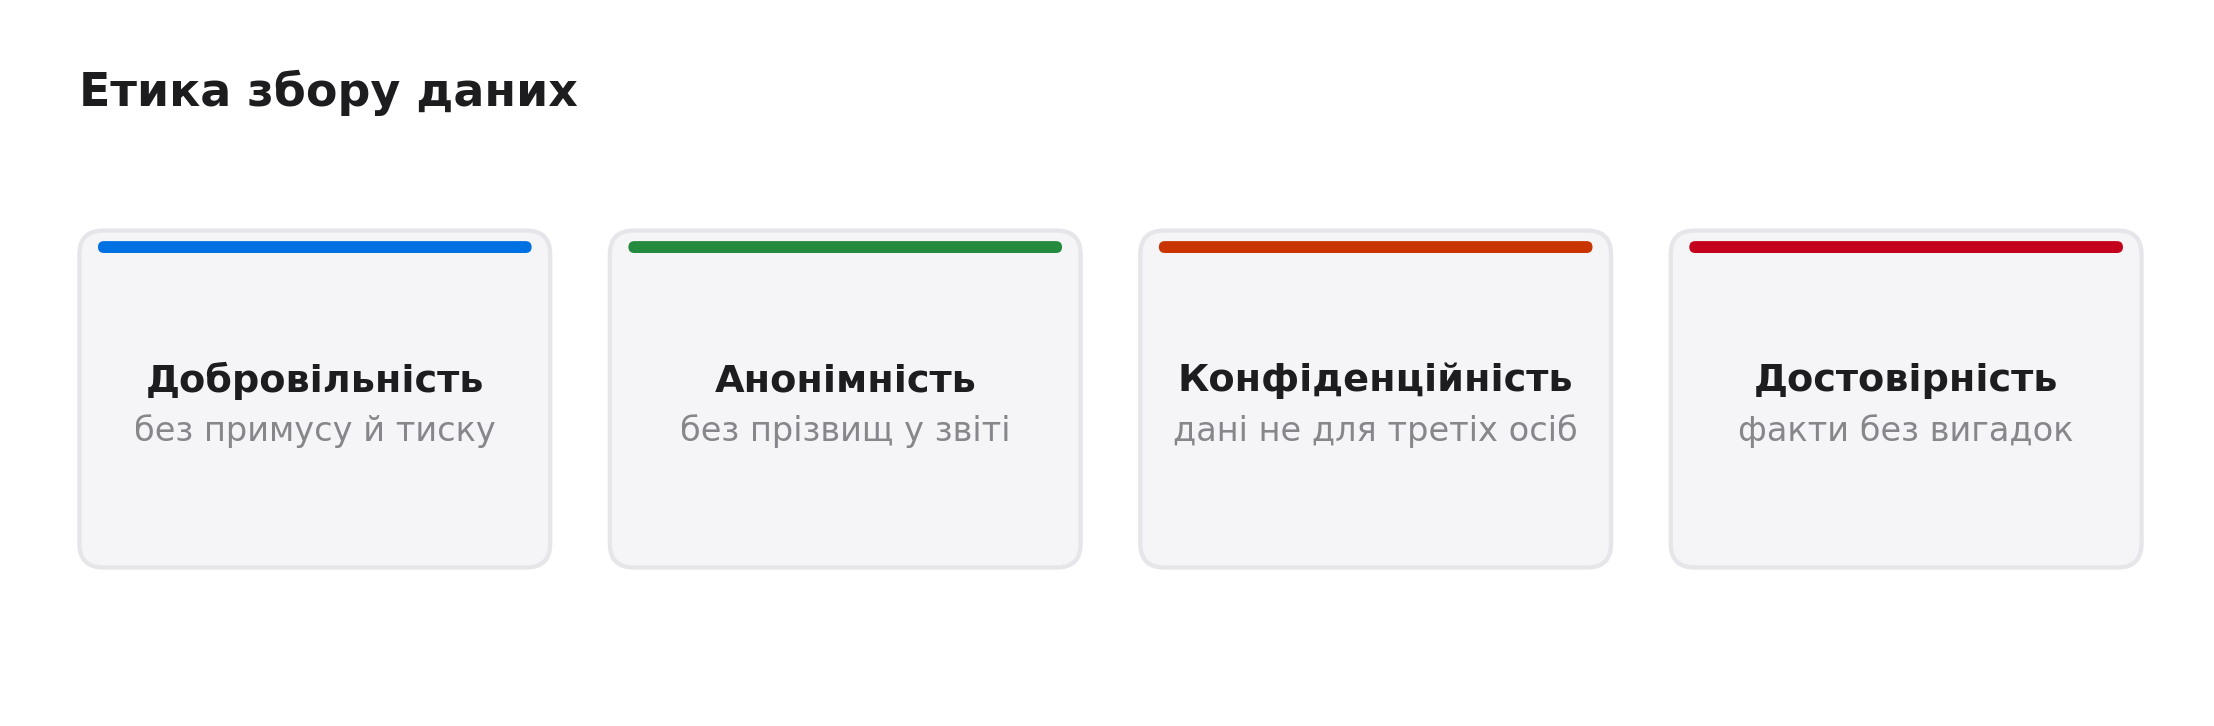 Етика збору даних
Добровільність
без примусу й тиску
Анонімність
без прізвищ у звіті
Конфіденційність
дані не для третіх осіб
Достовірність
факти без вигадок